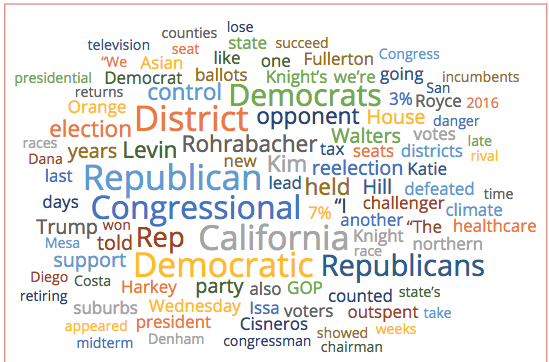 counties lose
television seat state succeed
"We Asian like one Fullerton Congress
presidential Democrat ballots Knight's we're going incumbents
returns control Democrats 3% San
Orange District opponent House Royce 2016
election Walters votes danger
races years Levin Rohrabacher tax seats districts late
Dana new Kim reelection Katie rival
last Republican lead held Hill defeated time
days Congressional 7% "I challenger climate
Trump won another "The healthcare
Mesa told Rep California Knight northern
support Democratic race Republicans
Diego Costa Harkey party also GOP counted state's
retiring suburbs Wednesday Issa voters outspent take
appeared president Cisneros showed weeks
midterm Denham congressman chairman